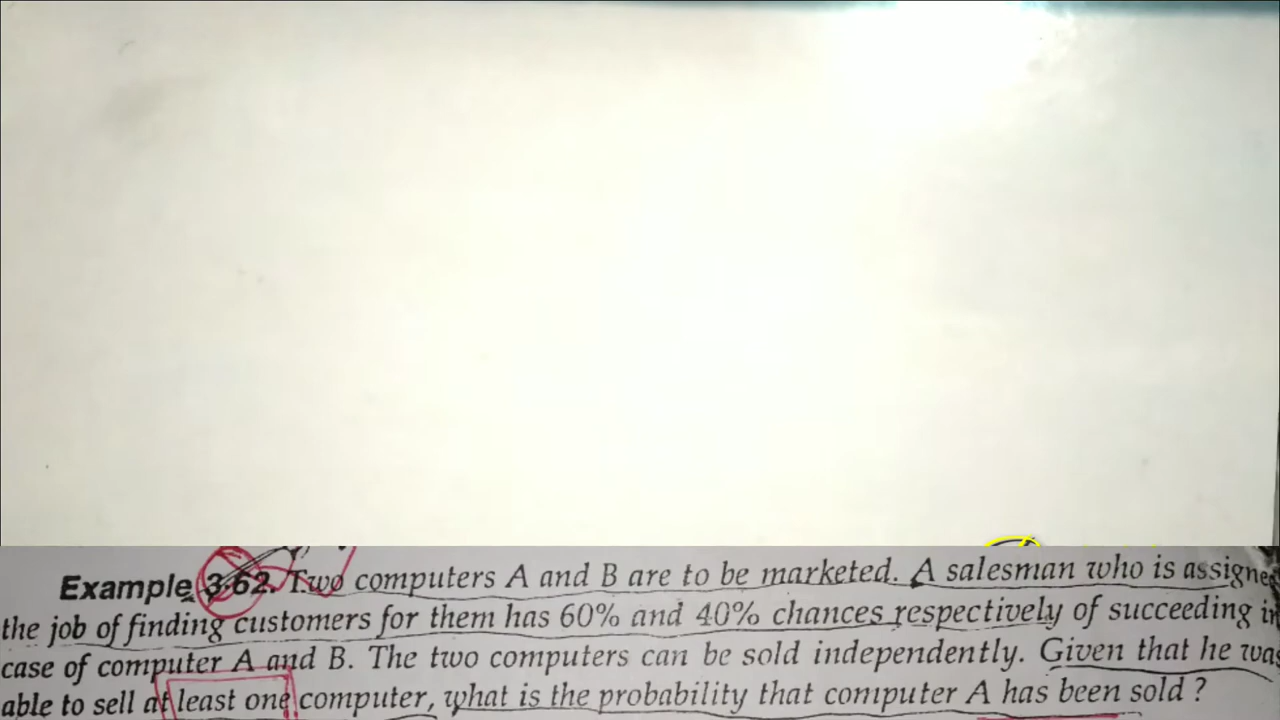 Example 3·62. Two computers A and B are to be marketed. A salesman who is assigned
the job of finding customers for them has 60% and 40% chances respectively of succeeding in
case of computer A and B. The two computers can be sold independently. Given that he was
able to sell at least one computer, what is the probability that computer A has been sold ?